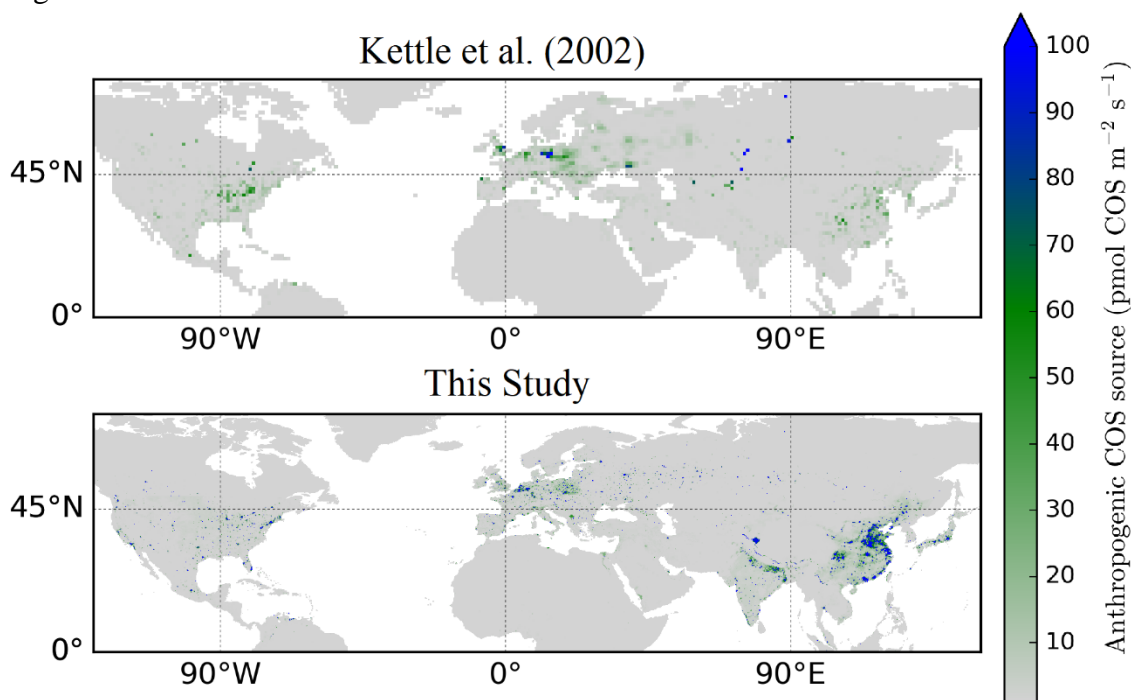 Kettle et al. (2002)
45°N
0°
90°W
0°
90°E
This Study
45°N
0°
90°W
0°
90°E
100
90
80
70
60
50
40
30
20
10
Anthropogenic COS source (pmol COS m⁻² s⁻¹)